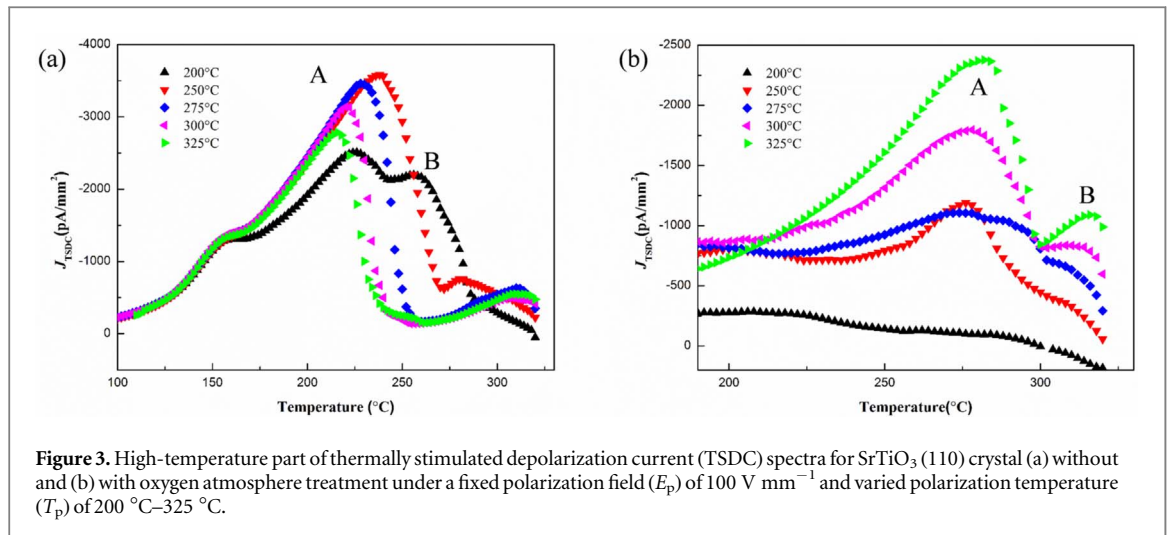 (a)
-4000
-3000
-2000
-1000
0
J_TSDC(pA/mm²)
200°C
250°C
275°C
300°C
325°C
A
B
100 150 200 250 300
Temperature (°C)
(b)
-2500
-2000
-1500
-1000
-500
0
J_TSDC(pA/mm²)
200°C
250°C
275°C
300°C
325°C
A
B
200 250 300
Temperature(°C)
Figure 3. High-temperature part of thermally stimulated depolarization current (TSDC) spectra for SrTiO₃ (110) crystal (a) without
and (b) with oxygen atmosphere treatment under a fixed polarization field (Eₚ) of 100 V mm⁻¹ and varied polarization temperature
(Tₚ) of 200 °C–325 °C.